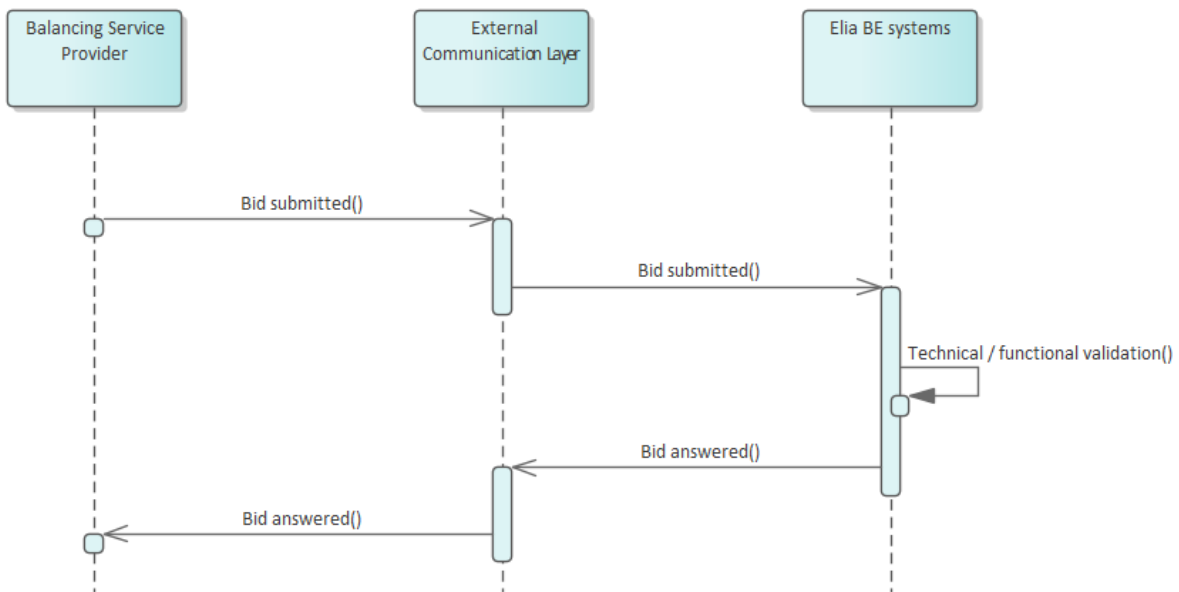 Balancing Service
Provider
External
Communication Layer
Elia BE systems
Bid submitted()
Bid submitted()
Technical / functional validation()
Bid answered()
Bid answered()